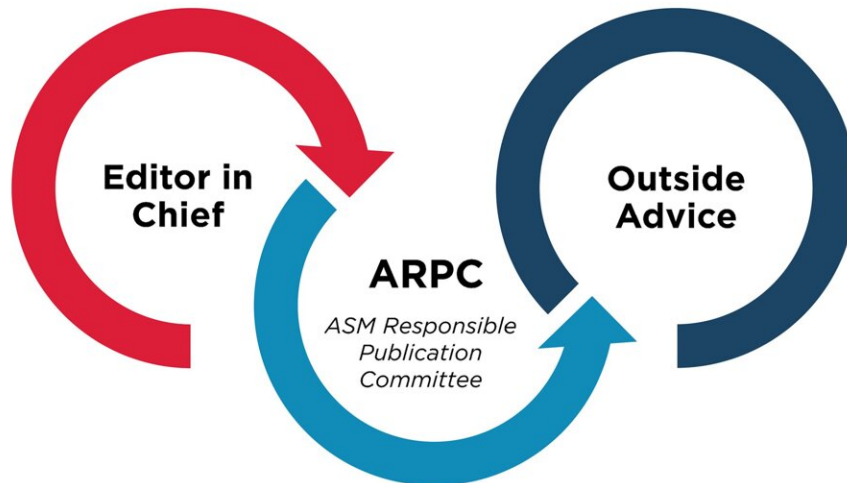 Editor in
Chief
ARPC
ASM Responsible
Publication
Committee
Outside
Advice